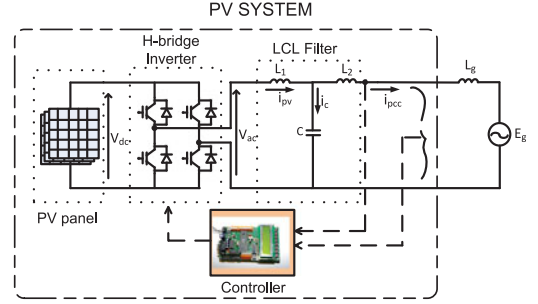 PV SYSTEM
H-bridge
Inverter
LCL Filter
L1
L2
Lg
ipv
ic
ipcc
Vdc
Vac
C
Eg
PV panel
Controller